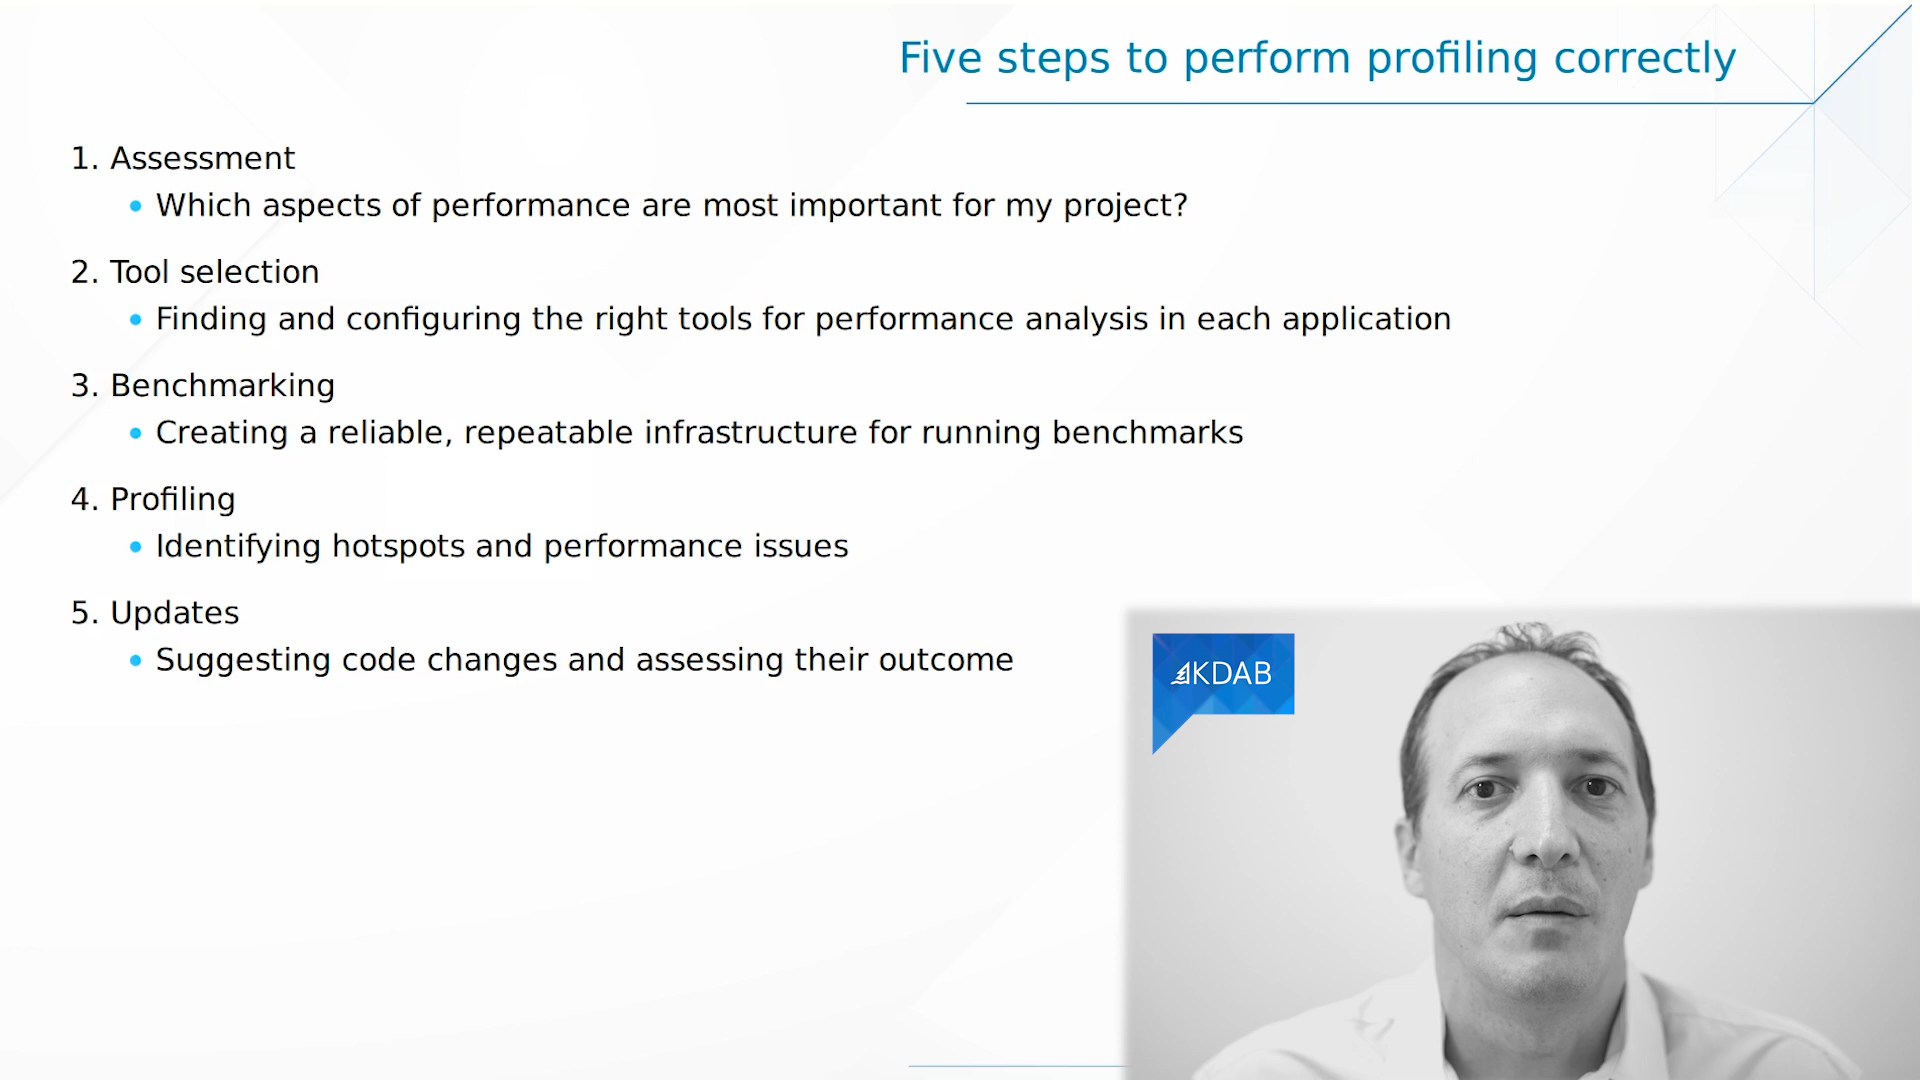 Five steps to perform profiling correctly
1. Assessment
• Which aspects of performance are most important for my project?
2. Tool selection
• Finding and configuring the right tools for performance analysis in each application
3. Benchmarking
• Creating a reliable, repeatable infrastructure for running benchmarks
4. Profiling
• Identifying hotspots and performance issues
5. Updates
• Suggesting code changes and assessing their outcome
KDAB